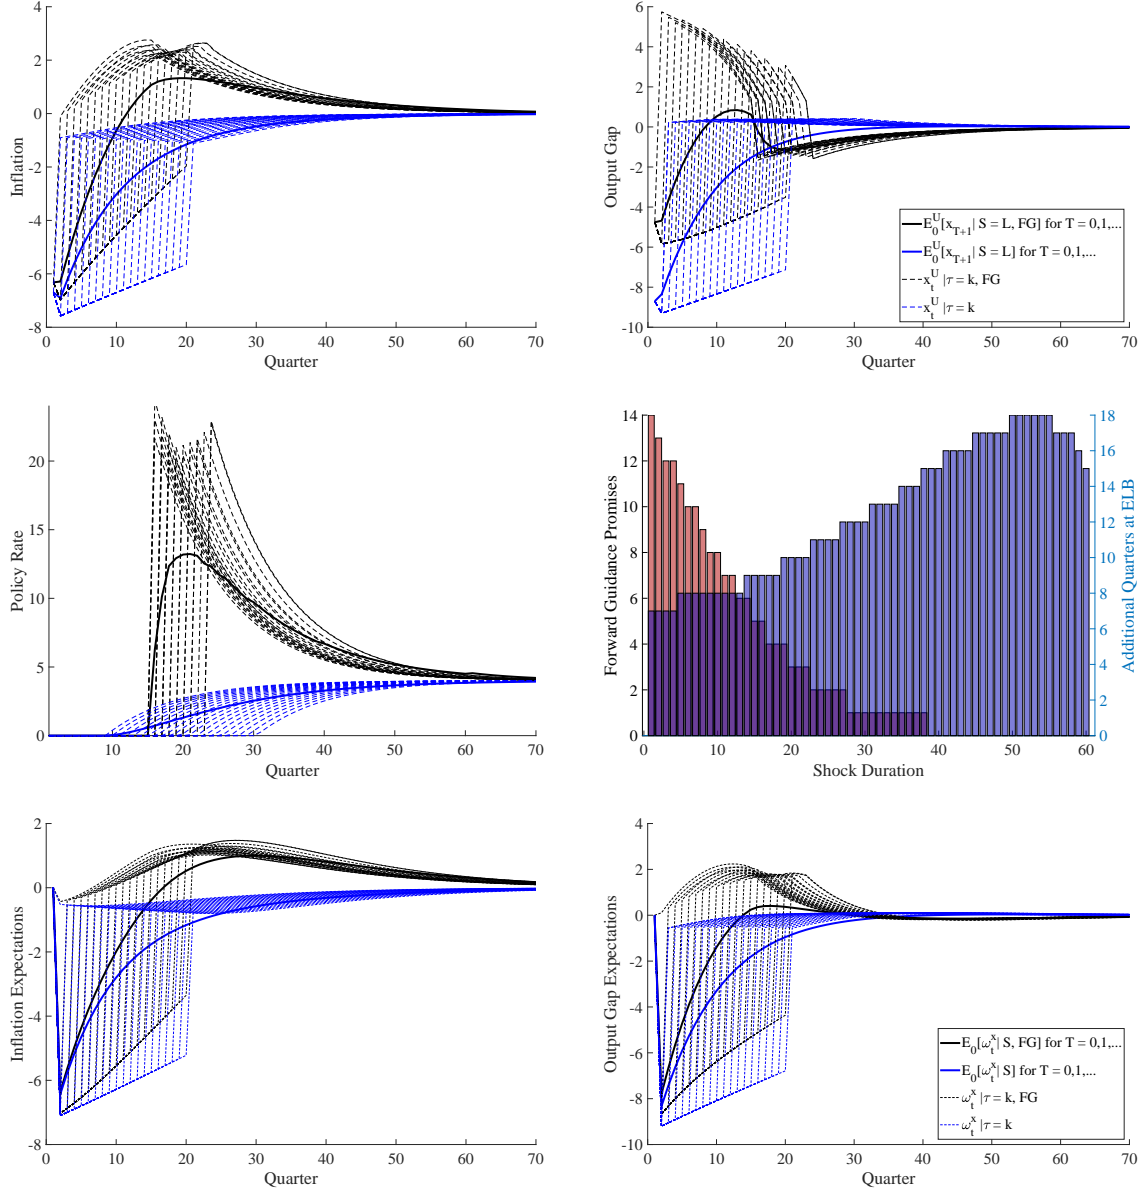 4
2
0
-2
-4
-6
-8
0 10 20 30 40 50 60 70
Inflation
Quarter
6
4
2
0
-2
-4
-6
-8
-10
0 10 20 30 40 50 60 70
Output Gap
Quarter
E_0^U[x_{T+1} | S = L, FG] for T = 0,1,...
E_0^U[x_{T+1} | S = L] for T = 0,1,...
x_t^U | τ = k, FG
x_t^U | τ = k
20
15
10
5
0
10 20 30 40 50 60 70
Policy Rate
Quarter
14
12
10
8
6
4
2
0
0 10 20 30 40 50 60
18
16
14
12
10
8
6
4
2
0
Forward Guidance Promises
Additional Quarters at ELB
Shock Duration
2
0
-2
-4
-6
-8
0 10 20 30 40 50 60 70
Inflation Expectations
Quarter
4
2
0
-2
-4
-6
-8
-10
0 10 20 30 40 50 60 70
Output Gap Expectations
Quarter
E_0[ω_t^x | S, FG] for T = 0,1,...
E_0[ω_t^x | S] for T = 0,1,...
ω_t^x | τ = k, FG
ω_t^x | τ = k